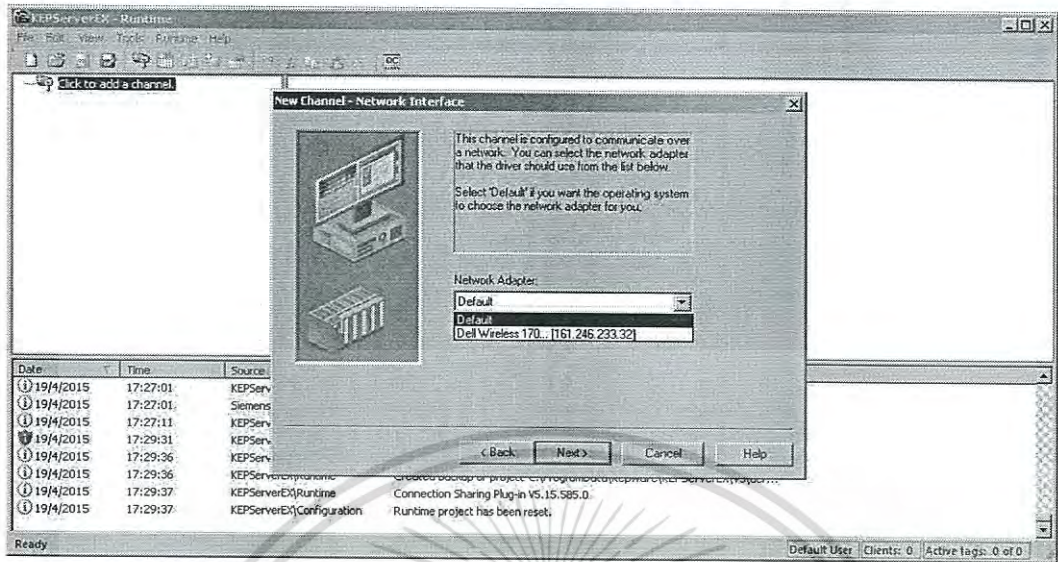 KEPServerEX - Runtime
File Edit View Tools Runtime Help
Click to add a channel.
New Channel - Network Interface
This channel is configured to communicate over
a network. You can select the network adapter
that the driver should use from the list below.
Select 'Default' if you want the operating system
to choose the network adapter for you.
Network Adapter:
Default
Default
Dell Wireless 170... [161.246.233.32]
< Back Next > Cancel Help
Date Time Source
19/4/2015 17:27:01 KEPServ
19/4/2015 17:27:01 Siemens
19/4/2015 17:27:11 KEPServ
19/4/2015 17:29:31 KEPServ
19/4/2015 17:29:36 KEPServ
19/4/2015 17:29:36 KEPServerEX\Runtime Created backup of project
19/4/2015 17:29:37 KEPServerEX\Runtime Connection Sharing Plug-in V5.15.585.0
19/4/2015 17:29:37 KEPServerEX\Configuration Runtime project has been reset.
Ready Default User Clients: 0 Active tags: 0 of 0